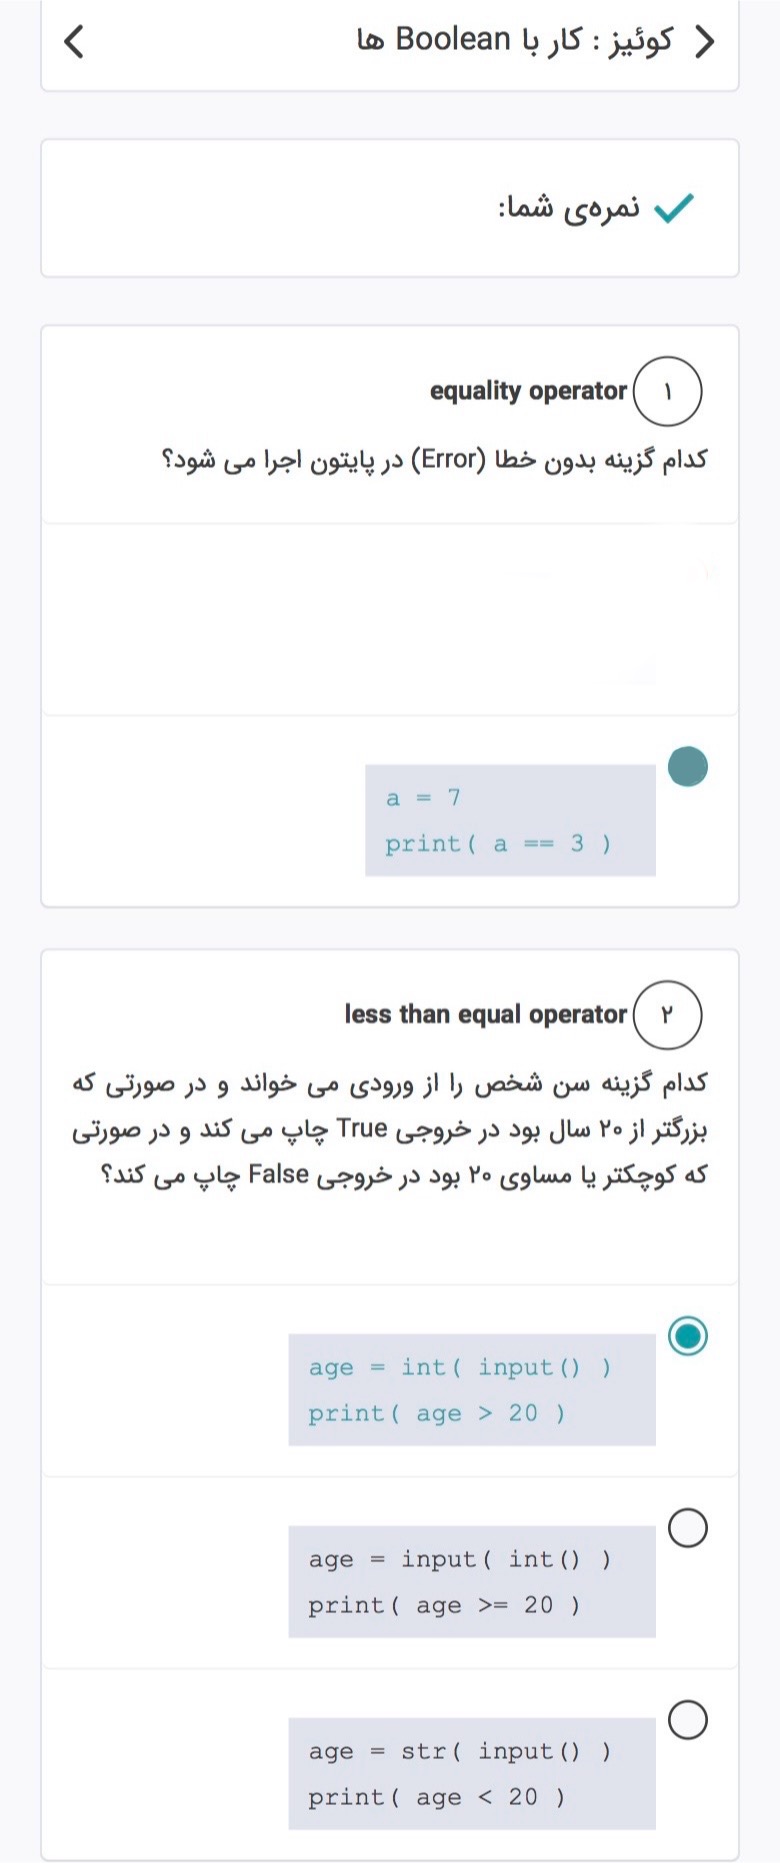 کوئیز : کار با Boolean ها
نمره‌ی شما:
۱
equality operator
کدام گزینه بدون خطا (Error) در پایتون اجرا می شود؟
a = 7
print( a == 3 )
۲
less than equal operator
کدام گزینه سن شخص را از ورودی می خواند و در صورتی که
بزرگتر از ۲۰ سال بود در خروجی True چاپ می کند و در صورتی
که کوچکتر یا مساوی ۲۰ بود در خروجی False چاپ می کند؟
age = int( input() )
print( age > 20 )
age = input( int() )
print( age >= 20 )
age = str( input() )
print( age < 20 )